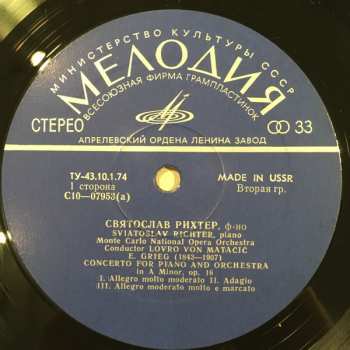 МИНИСТЕРСТВО КУЛЬТУРЫ СССР
МЕЛОДИЯ
ВСЕСОЮЗНАЯ ФИРМА ГРАМПЛАСТИНОК
СТЕРЕО
33
АПРЕЛЕВСКИЙ ОРДЕНА ЛЕНИНА ЗАВОД
ТУ-43.10.1.74
MADE IN USSR
1 сторона
Вторая гр.
С10—07953(а)
СВЯТОСЛАВ РИХТЕР, ф-но
SVIATOSLAV RICHTER, piano
Monte Carlo National Opera Orchestra
Conductor LOVRO VON MATAČIĆ
E. GRIEG (1843—1907)
CONCERTO FOR PIANO AND ORCHESTRA
in A Minor, op. 16
I. Allegro molto moderato II. Adagio
III. Allegro moderato molto e marcato